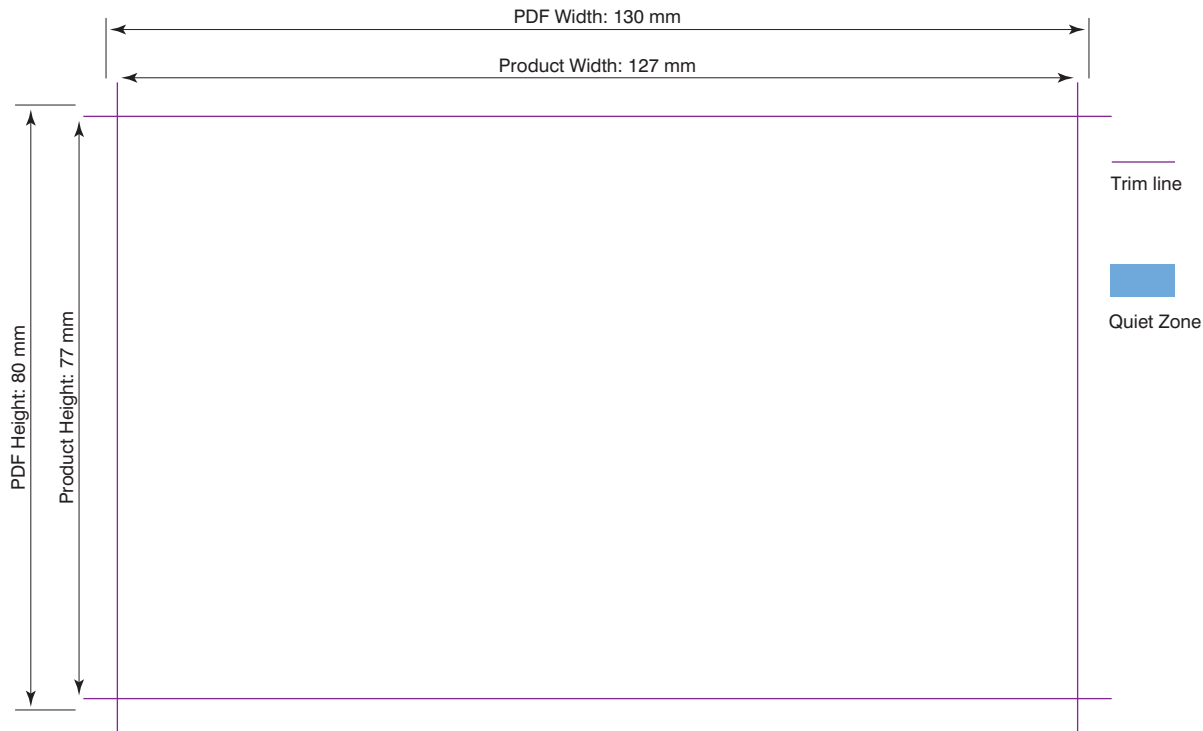 PDF Width: 130 mm
Product Width: 127 mm
PDF Height: 80 mm
Product Height: 77 mm
Trim line
Quiet Zone